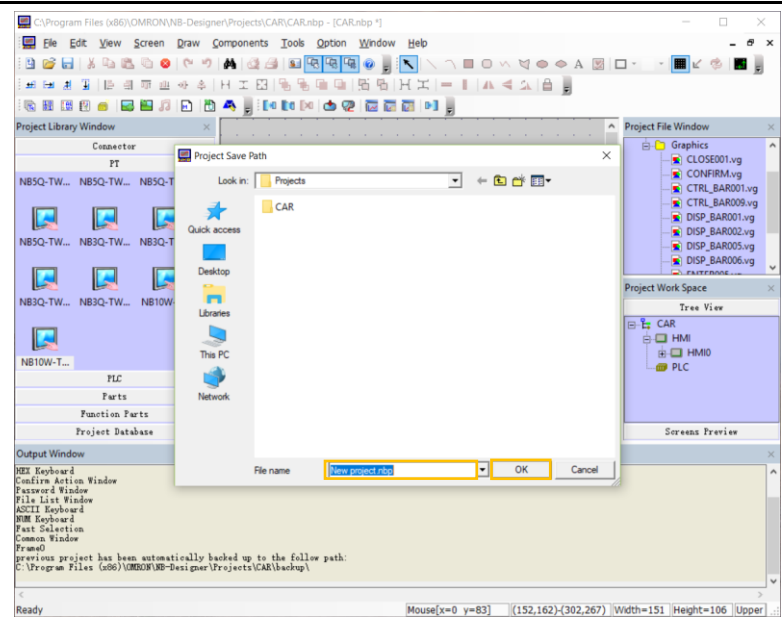 C:\Program Files (x86)\OMRON\NB-Designer\Projects\CAR\CAR.nbp - [CAR.nbp *]
File Edit View Screen Draw Components Tools Option Window Help
Project Library Window
Connector
PT
NB5Q-TW... NB5Q-TW... NB5Q-T
NB5Q-TW... NB3Q-TW... NB3Q-T
NB3Q-TW... NB3Q-TW... NB10W-
NB10W-T...
PLC
Parts
Function Parts
Project Database
Project Save Path
Look in: Projects
CAR
Quick access
Desktop
Libraries
This PC
Network
File name New project.nbp OK Cancel
Project File Window
Graphics
CLOSE001.vg
CONFIRM.vg
CTRL_BAR001.vg
CTRL_BAR009.vg
DISP_BAR001.vg
DISP_BAR002.vg
DISP_BAR005.vg
DISP_BAR006.vg
Project Work Space
Tree View
CAR
HMI
HMI0
PLC
Screens Preview
Output Window
HEX Keyboard
Confirm Action Window
Password Window
File List Window
ASCII Keyboard
NUM Keyboard
Fast Selection
Common Window
Frame0
previous project has been automatically backed up to the follow path:
C:\Program Files (x86)\OMRON\NB-Designer\Projects\CAR\backup\
Ready Mouse[x=0 y=83] (152,162)-(302,267) Width=151 Height=106 Upper